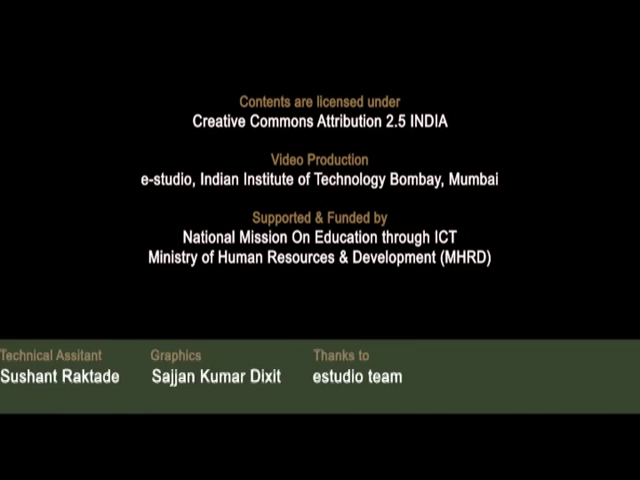 Contents are licensed under
Creative Commons Attribution 2.5 INDIA
Video Production
e-studio, Indian Institute of Technology Bombay, Mumbai
Supported & Funded by
National Mission On Education through ICT
Ministry of Human Resources & Development (MHRD)
Technical Assitant Graphics Thanks to
Sushant Raktade Sajjan Kumar Dixit estudio team